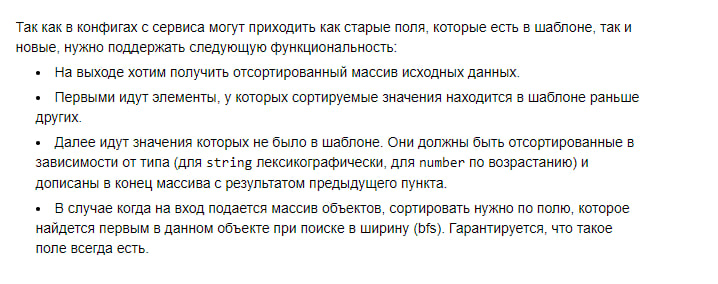 Так как в конфигах с сервиса могут приходить как старые поля, которые есть в шаблоне, так и
новые, нужно поддержать следующую функциональность:
• На выходе хотим получить отсортированный массив исходных данных.
• Первыми идут элементы, у которых сортируемые значения находится в шаблоне раньше
других.
• Далее идут значения которых не было в шаблоне. Они должны быть отсортированные в
зависимости от типа (для string лексикографически, для number по возрастанию) и
дописаны в конец массива с результатом предыдущего пункта.
• В случае когда на вход подается массив объектов, сортировать нужно по полю, которое
найдется первым в данном объекте при поиске в ширину (bfs). Гарантируется, что такое
поле всегда есть.